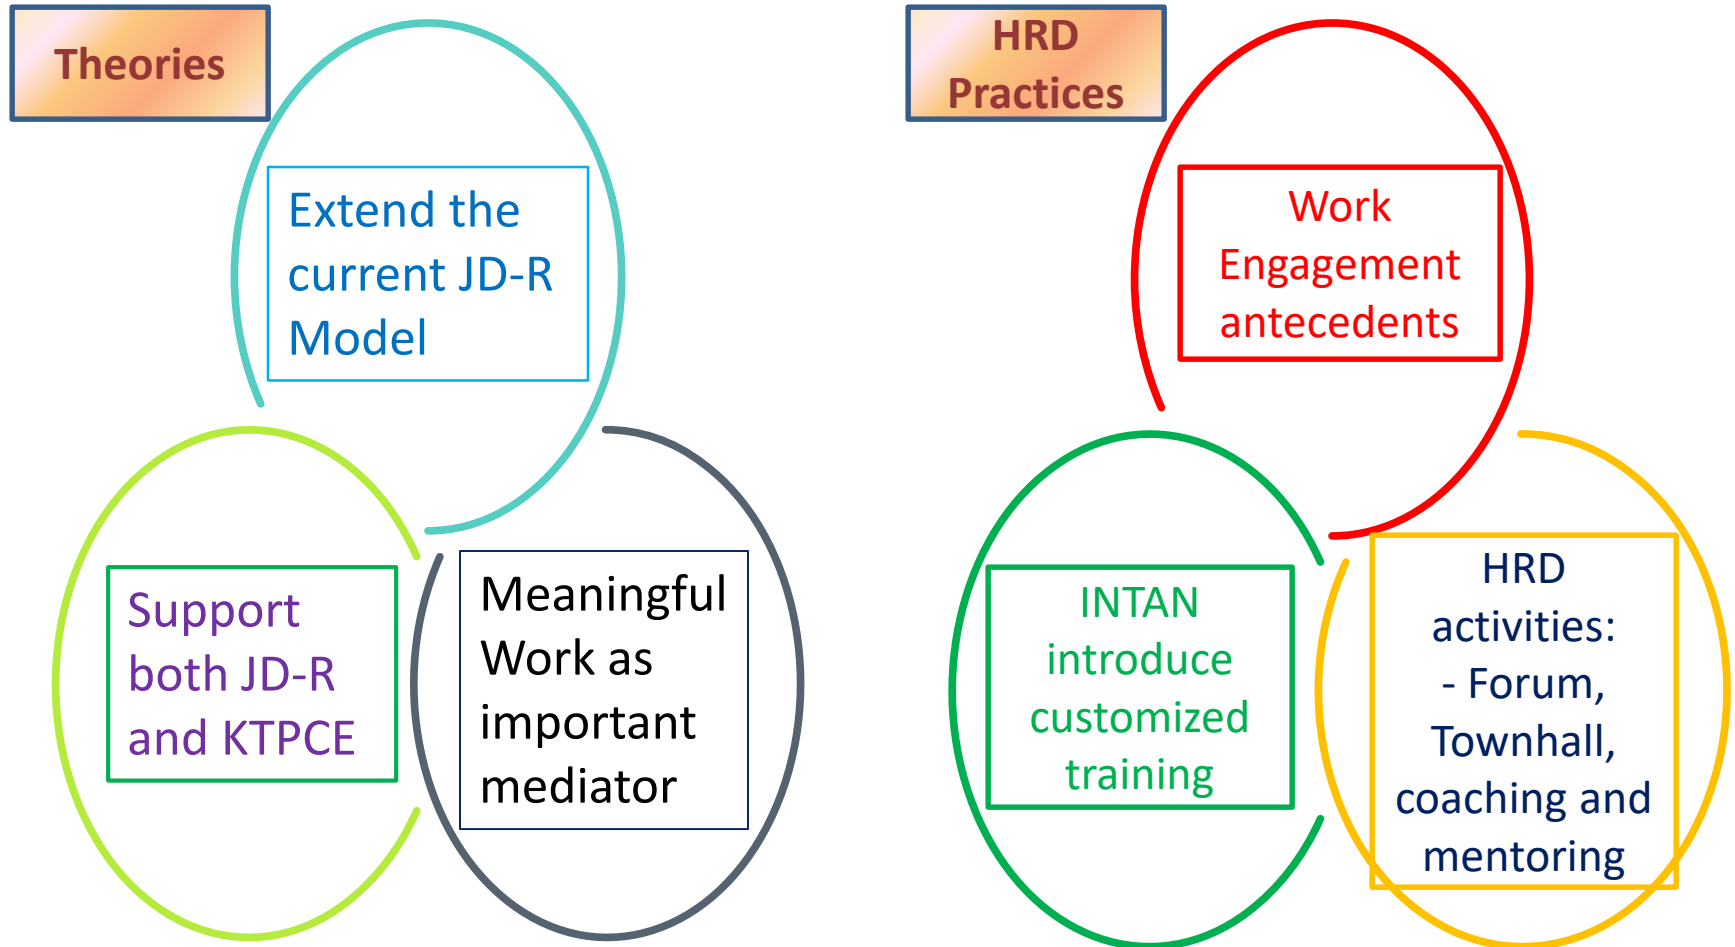 Theories
Extend the
current JD-R
Model
Support
both JD-R
and KTPCE
Meaningful
Work as
important
mediator
HRD
Practices
Work
Engagement
antecedents
INTAN
introduce
customized
training
HRD
activities:
- Forum,
Townhall,
coaching and
mentoring